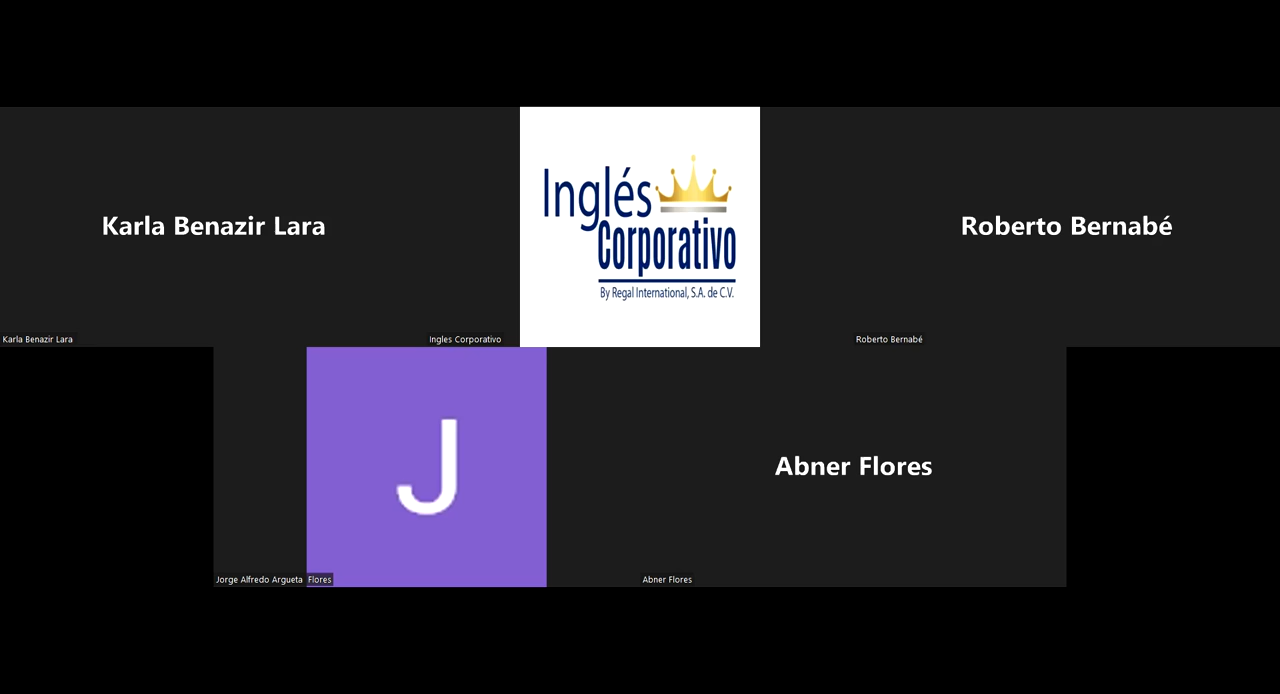 Karla Benazir Lara
Inglés
Corporativo
By Regal International, S.A. de C.V.
Roberto Bernabé
Karla Benazir Lara
Ingles Corporativo
Roberto Bernabé
J
Abner Flores
Jorge Alfredo Argueta Flores
Abner Flores